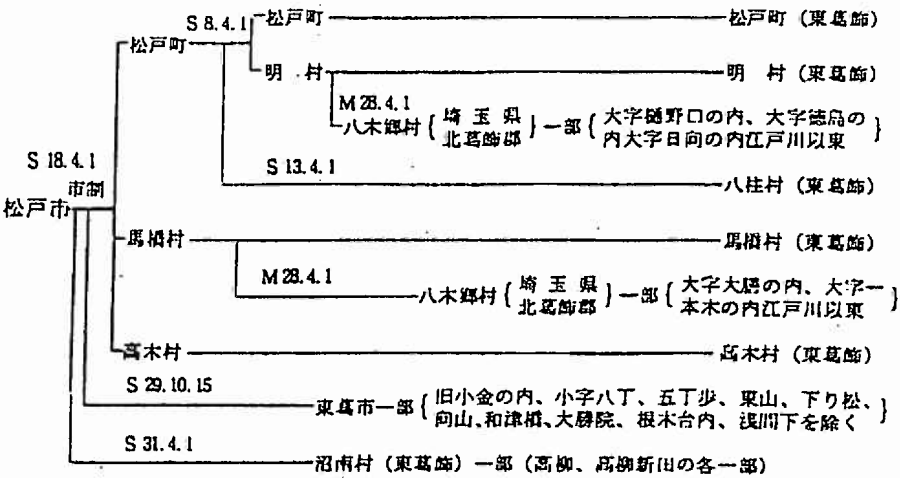 S 8.4.1
松戸町
松戸町
松戸町（東葛飾）
明　村
明　村（東葛飾）
M 28.4.1
八木郷村｛埼玉県北葛飾郡｝一部｛大字樋野口の内、大字徳島の
内大字日向の内江戸川以東｝
S 13.4.1
八柱村（東葛飾）
S 18.4.1
市制
松戸市
馬橋村
馬橋村（東葛飾）
M 28.4.1
八木郷村｛埼玉県北葛飾郡｝一部｛大字大膳の内、大字一
本木の内江戸川以東｝
高木村
高木村（東葛飾）
S 29.10.15
東葛市一部｛旧小金の内、小字八丁、五丁歩、東山、下り松、
向山、和津橋、大勝院、根木台内、浅間下を除く｝
S 31.4.1
沼南村（東葛飾）一部（高柳、高柳新田の各一部）